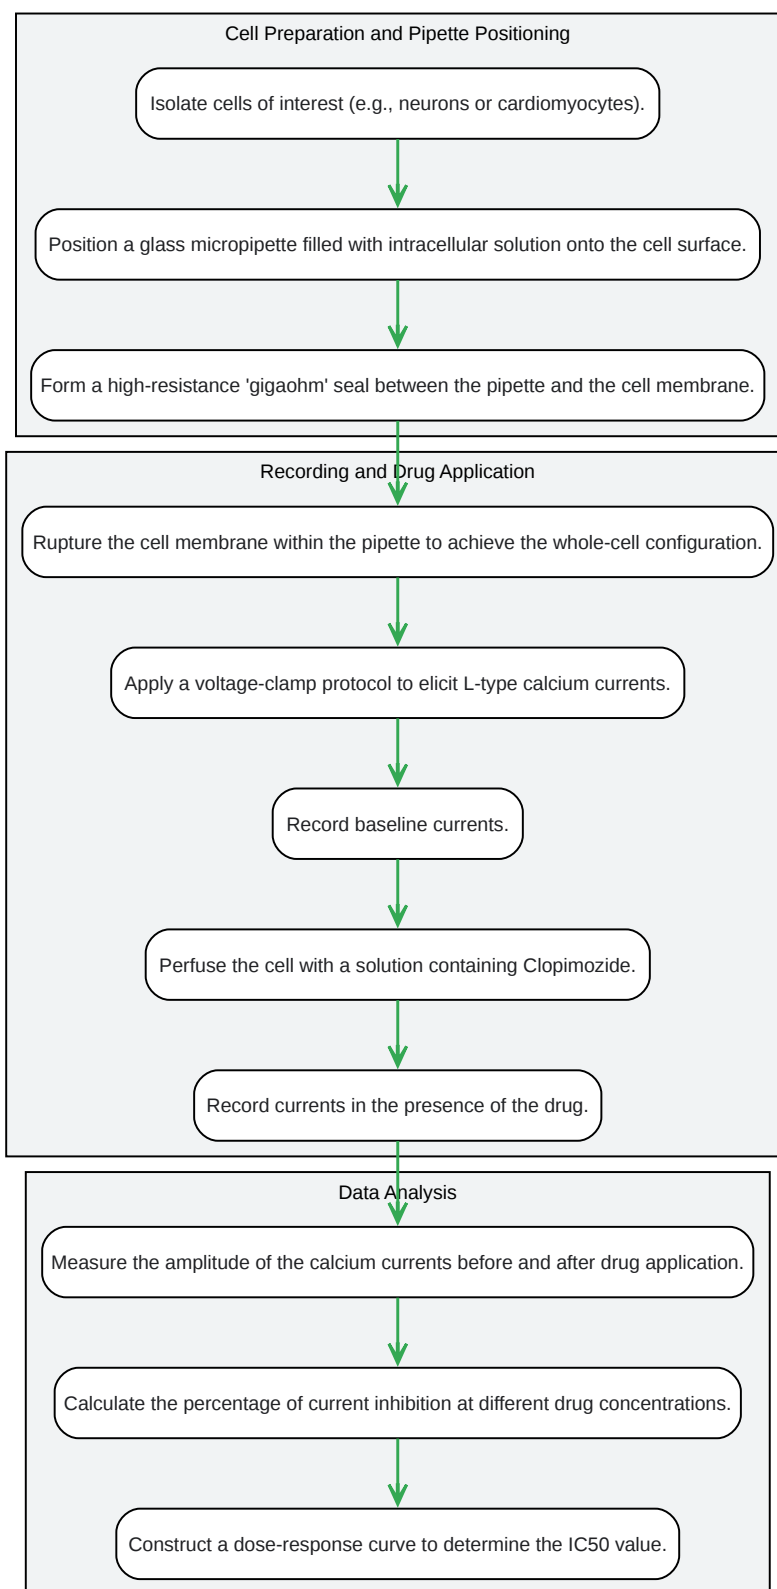 Cell Preparation and Pipette Positioning
Isolate cells of interest (e.g., neurons or cardiomyocytes).
Position a glass micropipette filled with intracellular solution onto the cell surface.
Form a high-resistance 'gigaohm' seal between the pipette and the cell membrane.
Recording and Drug Application
Rupture the cell membrane within the pipette to achieve the whole-cell configuration.
Apply a voltage-clamp protocol to elicit L-type calcium currents.
Record baseline currents.
Perfuse the cell with a solution containing Clopimozide.
Record currents in the presence of the drug.
Data Analysis
Measure the amplitude of the calcium currents before and after drug application.
Calculate the percentage of current inhibition at different drug concentrations.
Construct a dose-response curve to determine the IC50 value.